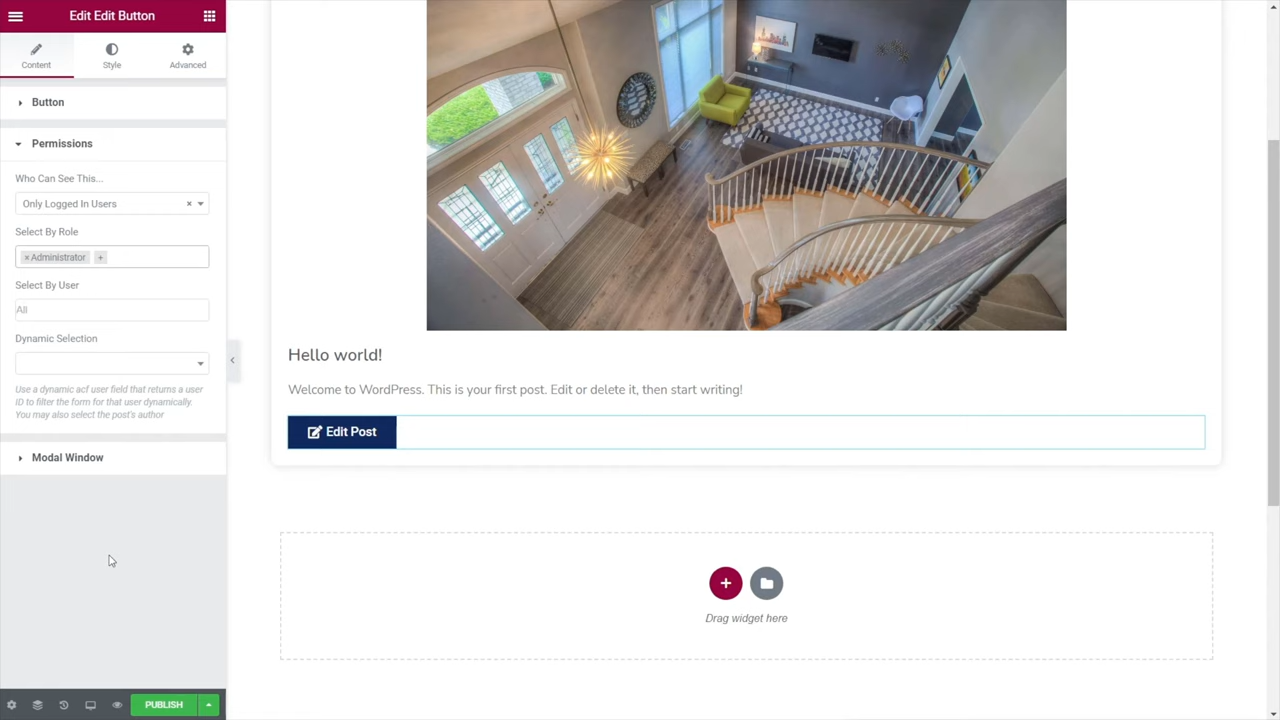 Edit Edit Button
Content
Style
Advanced
Button
Permissions
Who Can See This...
Only Logged In Users ×
Select By Role
× Administrator +
Select By User
All
Dynamic Selection
Use a dynamic acf user field that returns a user
ID to filter the form for that user dynamically.
You may also select the post's author
Modal Window
PUBLISH
Hello world!
Welcome to WordPress. This is your first post. Edit or delete it, then start writing!
Edit Post
Drag widget here